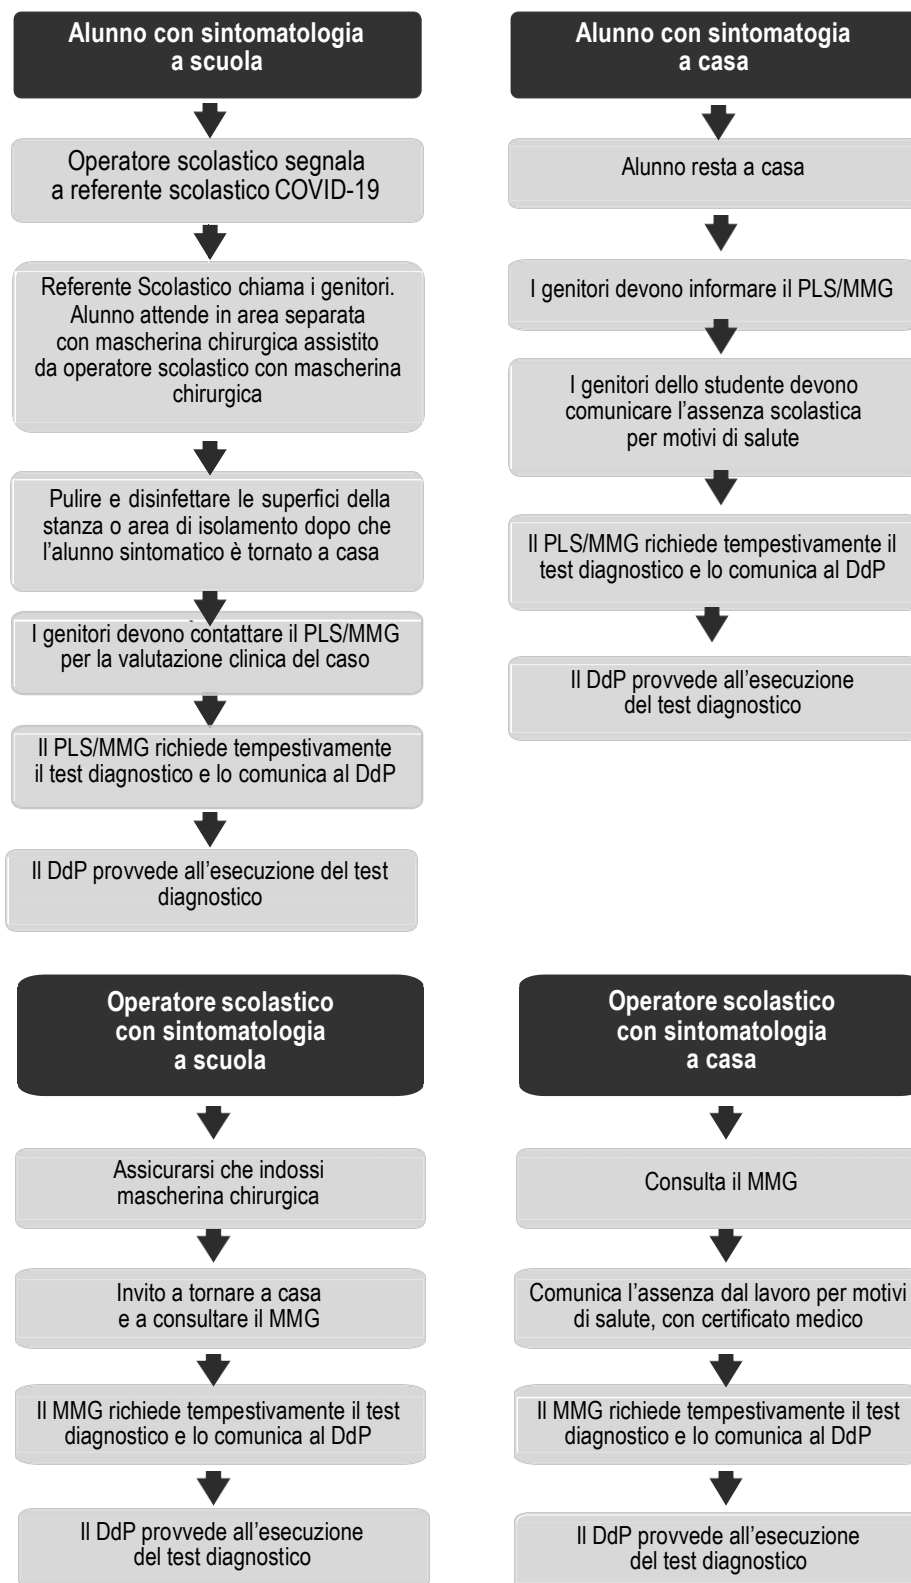 Alunno con sintomatologia
a scuola
Operatore scolastico segnala
a referente scolastico COVID-19
Referente Scolastico chiama i genitori.
Alunno attende in area separata
con mascherina chirurgica assistito
da operatore scolastico con mascherina
chirurgica
Pulire e disinfettare le superfici della
stanza o area di isolamento dopo che
l'alunno sintomatico è tornato a casa
I genitori devono contattare il PLS/MMG
per la valutazione clinica del caso
Il PLS/MMG richiede tempestivamente
il test diagnostico e lo comunica al DdP
Il DdP provvede all'esecuzione del test
diagnostico
Alunno con sintomatogia
a casa
Alunno resta a casa
I genitori devono informare il PLS/MMG
I genitori dello studente devono
comunicare l'assenza scolastica
per motivi di salute
Il PLS/MMG richiede tempestivamente il
test diagnostico e lo comunica al DdP
Il DdP provvede all'esecuzione
del test diagnostico
Operatore scolastico
con sintomatologia
a scuola
Assicurarsi che indossi
mascherina chirurgica
Invito a tornare a casa
e a consultare il MMG
Il MMG richiede tempestivamente il test
diagnostico e lo comunica al DdP
Il DdP provvede all'esecuzione
del test diagnostico
Operatore scolastico
con sintomatologia
a casa
Consulta il MMG
Comunica l'assenza dal lavoro per motivi
di salute, con certificato medico
Il MMG richiede tempestivamente il test
diagnostico e lo comunica al DdP
Il DdP provvede all'esecuzione
del test diagnostico